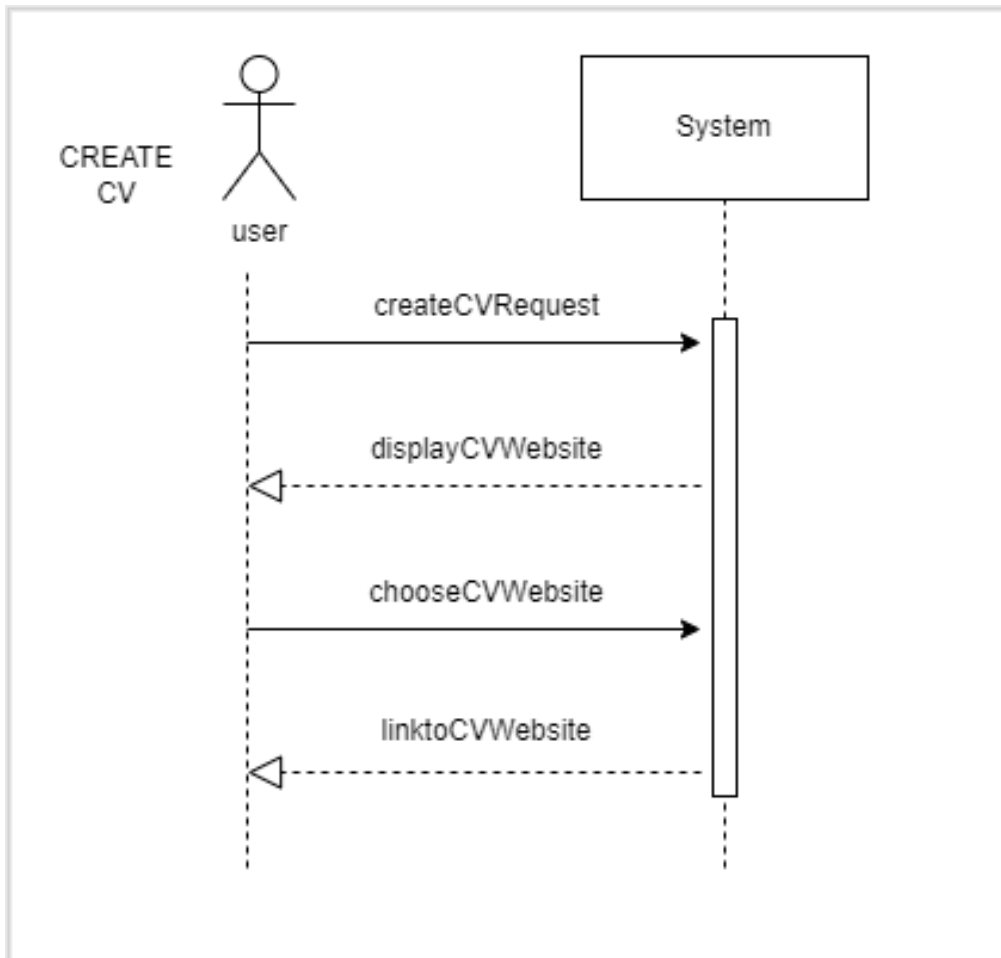 System
CREATE
CV
user
createCVRequest
displayCVWebsite
chooseCVWebsite
linktoCVWebsite